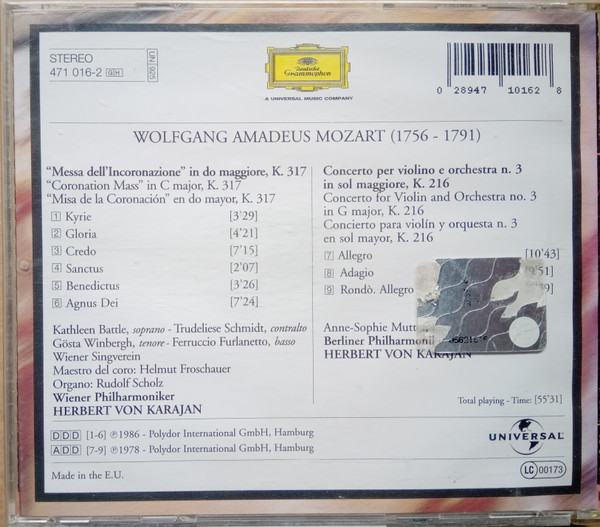 STEREO
471 016-2 GH
UN 925
Deutsche
Grammophon
A UNIVERSAL MUSIC COMPANY
0 28947 10162 8
WOLFGANG AMADEUS MOZART (1756 - 1791)
"Messa dell'Incoronazione" in do maggiore, K. 317
"Coronation Mass" in C major, K. 317
"Misa de la Coronación" en do mayor, K. 317
1 Kyrie [3'29]
2 Gloria [4'21]
3 Credo [7'15]
4 Sanctus [2'07]
5 Benedictus [3'26]
6 Agnus Dei [7'24]
Kathleen Battle, soprano - Trudeliese Schmidt, contralto
Gösta Winbergh, tenore - Ferruccio Furlanetto, basso
Wiener Singverein
Maestro del coro: Helmut Froschauer
Organo: Rudolf Scholz
Wiener Philharmoniker
HERBERT VON KARAJAN
Concerto per violino e orchestra n. 3
in sol maggiore, K. 216
Concerto for Violin and Orchestra no. 3
in G major, K. 216
Concierto para violín y orquesta n. 3
en sol mayor, K. 216
7 Allegro [10'43]
8 Adagio
9 Rondò. Allegro
Anne-Sophie
Berliner
HERBERT VON KARAJAN
Total playing - Time: [55'31]
DDD [1-6] ℗1986 - Polydor International GmbH, Hamburg
ADD [7-9] ℗1978 - Polydor International GmbH, Hamburg
Made in the E.U.
UNIVERSAL
LC 00173